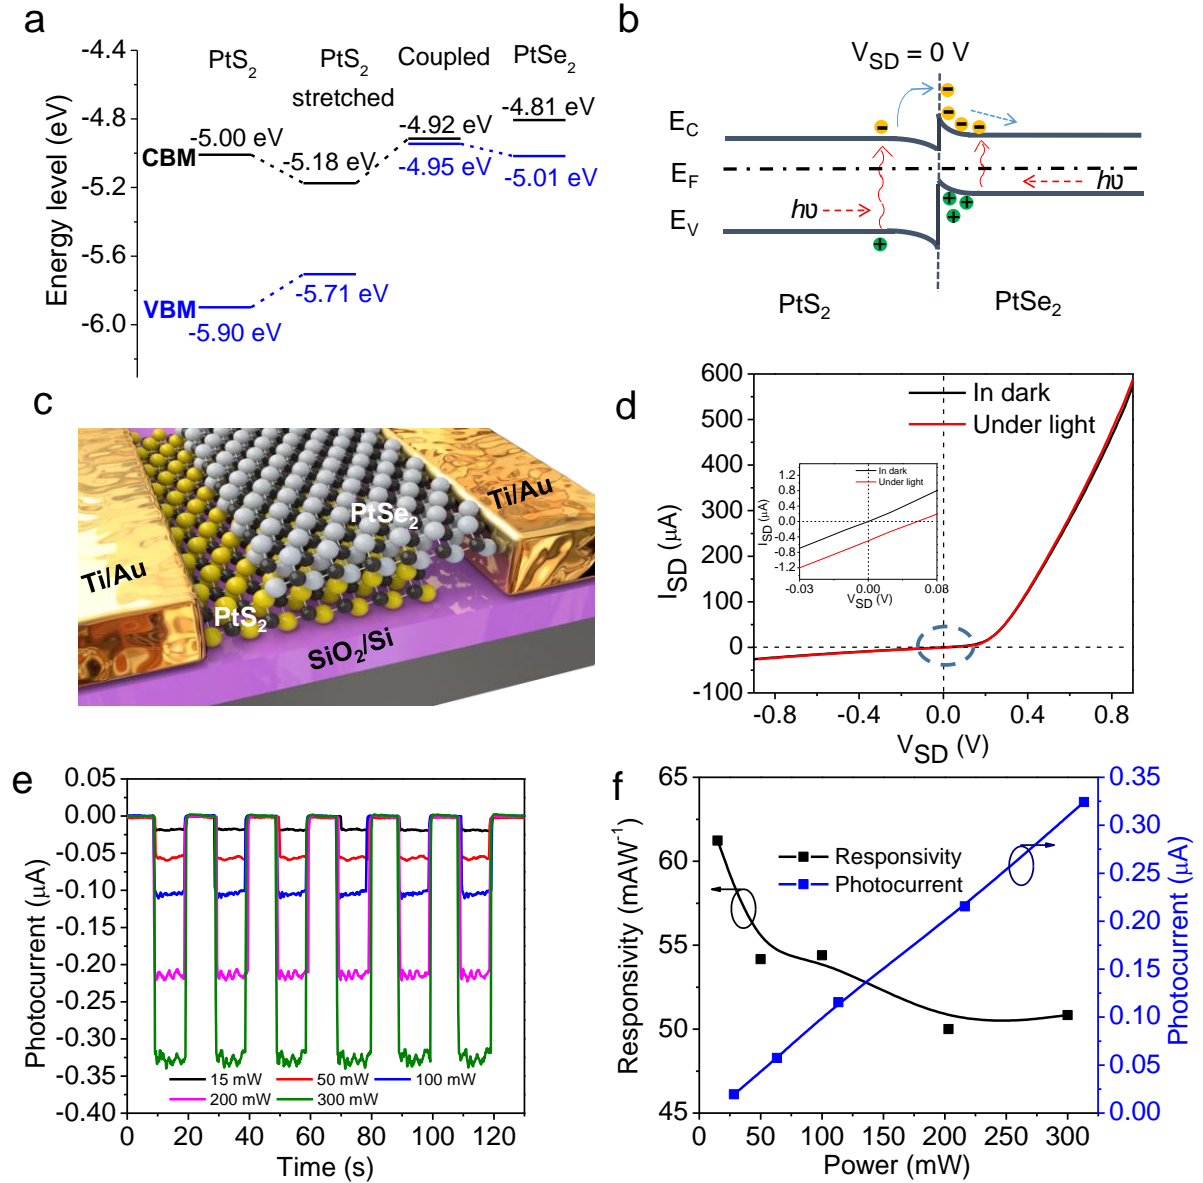 a
PtS2
PtS2
stretched
Coupled
PtSe2
Energy level (eV)
-4.4
-4.8
-5.2
-5.6
-6.0
CBM
VBM
-5.00 eV
-5.18 eV
-4.92 eV
-4.81 eV
-4.95 eV
-5.01 eV
-5.90 eV
-5.71 eV
b
VSD = 0 V
EC
EF
EV
hυ
hυ
PtS2
PtSe2
c
Ti/Au
Ti/Au
PtSe2
PtS2
SiO2/Si
d
In dark
Under light
ISD (μA)
600
500
400
300
200
100
0
-100
-0.8 -0.4 0.0 0.4 0.8
VSD (V)
In dark
Under light
ISD (μA)
1.2
0.8
0.4
0.0
-0.4
-0.8
-1.2
-0.03 0.00 0.08
VSD (V)
e
Photocurrent (μA)
0.05
0.00
-0.05
-0.10
-0.15
-0.20
-0.25
-0.30
-0.35
-0.40
15 mW 50 mW 100 mW
200 mW 300 mW
0 20 40 60 80 100 120
Time (s)
f
Responsivity (mAW-1)
65
60
55
50
45
Responsivity
Photocurrent
0 50 100 150 200 250 300
Power (mW)
0.35
0.30
0.25
0.20
0.15
0.10
0.05
0.00
Photocurrent (μA)